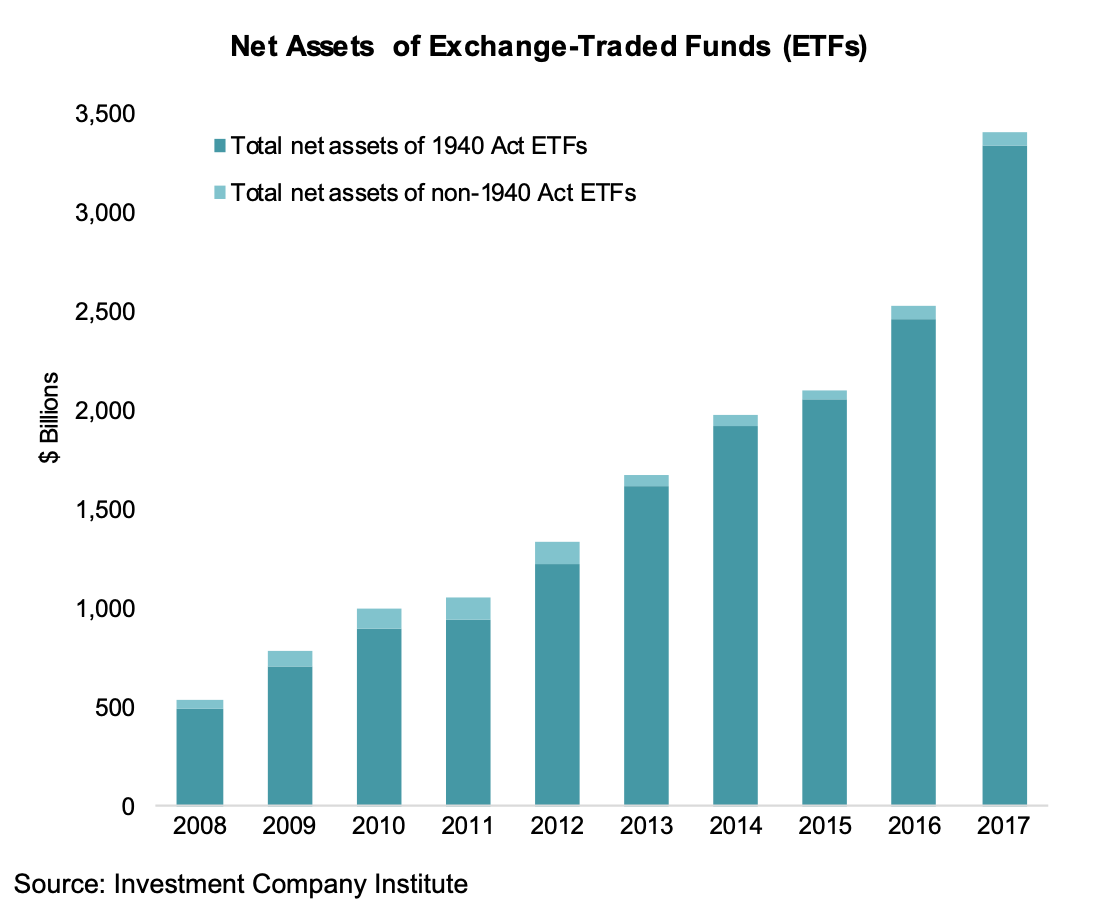 Net Assets of Exchange-Traded Funds (ETFs)
3,500
Total net assets of 1940 Act ETFs
Total net assets of non-1940 Act ETFs
3,000
2,500
2,000
$ Billions
1,500
1,000
500
0
2008 2009 2010 2011 2012 2013 2014 2015 2016 2017
Source: Investment Company Institute